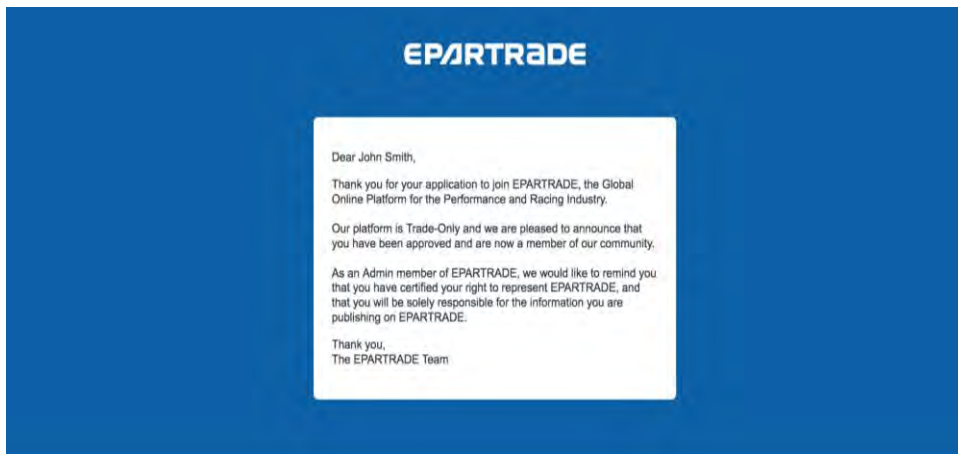 EPARTRADE
Dear John Smith,
Thank you for your application to join EPARTRADE, the Global
Online Platform for the Performance and Racing Industry.
Our platform is Trade-Only and we are pleased to announce that
you have been approved and are now a member of our community.
As an Admin member of EPARTRADE, we would like to remind you
that you have certified your right to represent EPARTRADE, and
that you will be solely responsible for the information you are
publishing on EPARTRADE.
Thank you,
The EPARTRADE Team